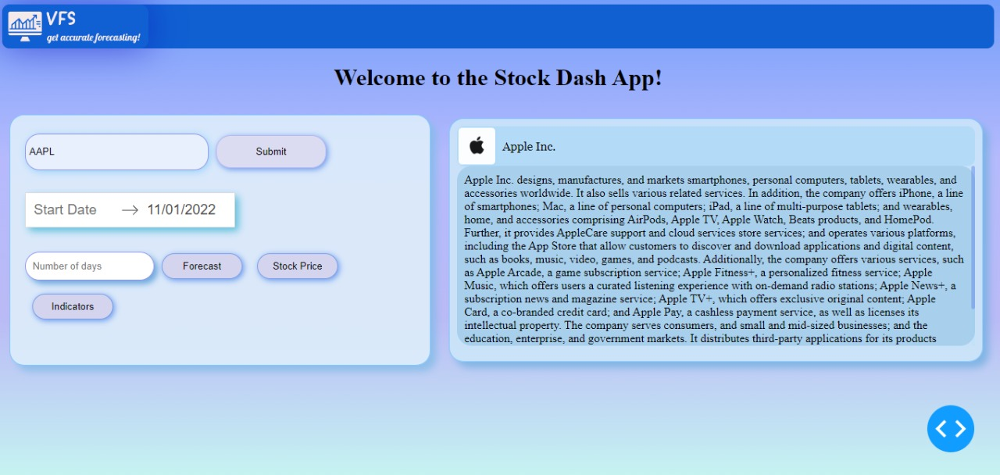 VFS
get accurate forecasting!
Welcome to the Stock Dash App!
AAPL
Submit
Start Date → 11/01/2022
Number of days
Forecast
Stock Price
Indicators
Apple Inc.
Apple Inc. designs, manufactures, and markets smartphones, personal computers, tablets, wearables, and
accessories worldwide. It also sells various related services. In addition, the company offers iPhone, a line
of smartphones; Mac, a line of personal computers; iPad, a line of multi-purpose tablets; and wearables,
home, and accessories comprising AirPods, Apple TV, Apple Watch, Beats products, and HomePod.
Further, it provides AppleCare support and cloud services store services; and operates various platforms,
including the App Store that allow customers to discover and download applications and digital content,
such as books, music, video, games, and podcasts. Additionally, the company offers various services, such
as Apple Arcade, a game subscription service; Apple Fitness+, a personalized fitness service; Apple
Music, which offers users a curated listening experience with on-demand radio stations; Apple News+, a
subscription news and magazine service; Apple TV+, which offers exclusive original content; Apple
Card, a co-branded credit card; and Apple Pay, a cashless payment service, as well as licenses its
intellectual property. The company serves consumers, and small and mid-sized businesses; and the
education, enterprise, and government markets. It distributes third-party applications for its products